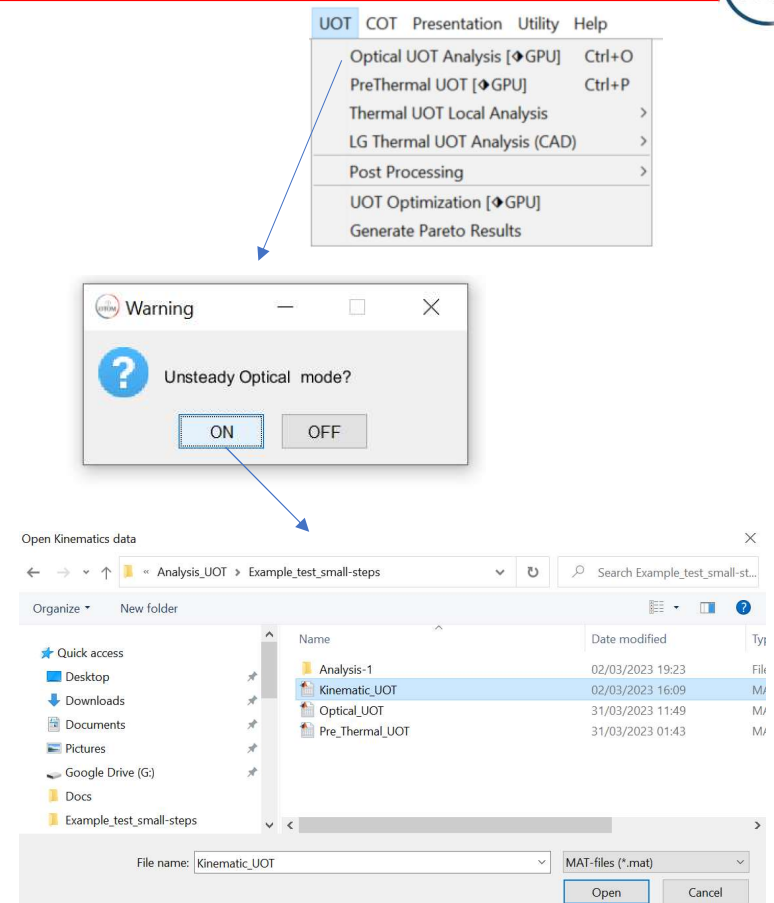 UOT COT Presentation Utility Help
Optical UOT Analysis [GPU] Ctrl+O
PreThermal UOT [GPU] Ctrl+P
Thermal UOT Local Analysis >
LG Thermal UOT Analysis (CAD) >
Post Processing >
UOT Optimization [GPU]
Generate Pareto Results
Warning
Unsteady Optical mode?
ON OFF
Open Kinematics data
« Analysis_UOT > Example_test_small-steps Search Example_test_small-st...
Organize New folder
Name Date modified Typ
Quick access
Analysis-1 02/03/2023 19:23 File
Desktop
Kinematic_UOT 02/03/2023 16:09 MA
Downloads
Optical_UOT 31/03/2023 11:49 MA
Documents
Pre_Thermal_UOT 31/03/2023 01:43 MA
Pictures
Google Drive (G:)
Docs
Example_test_small-steps
File name: Kinematic_UOT MAT-files (*.mat)
Open Cancel